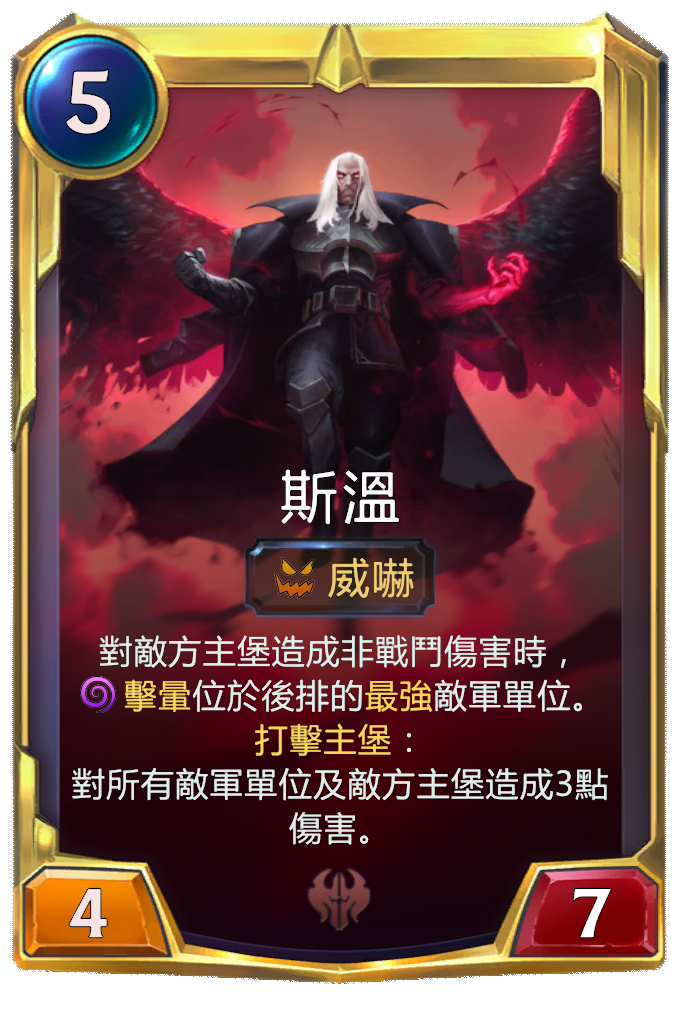 5
斯溫
威嚇
對敵方主堡造成非戰鬥傷害時，
擊暈位於後排的最強敵軍單位。
打擊主堡：
對所有敵軍單位及敵方主堡造成3點
傷害。
4
7